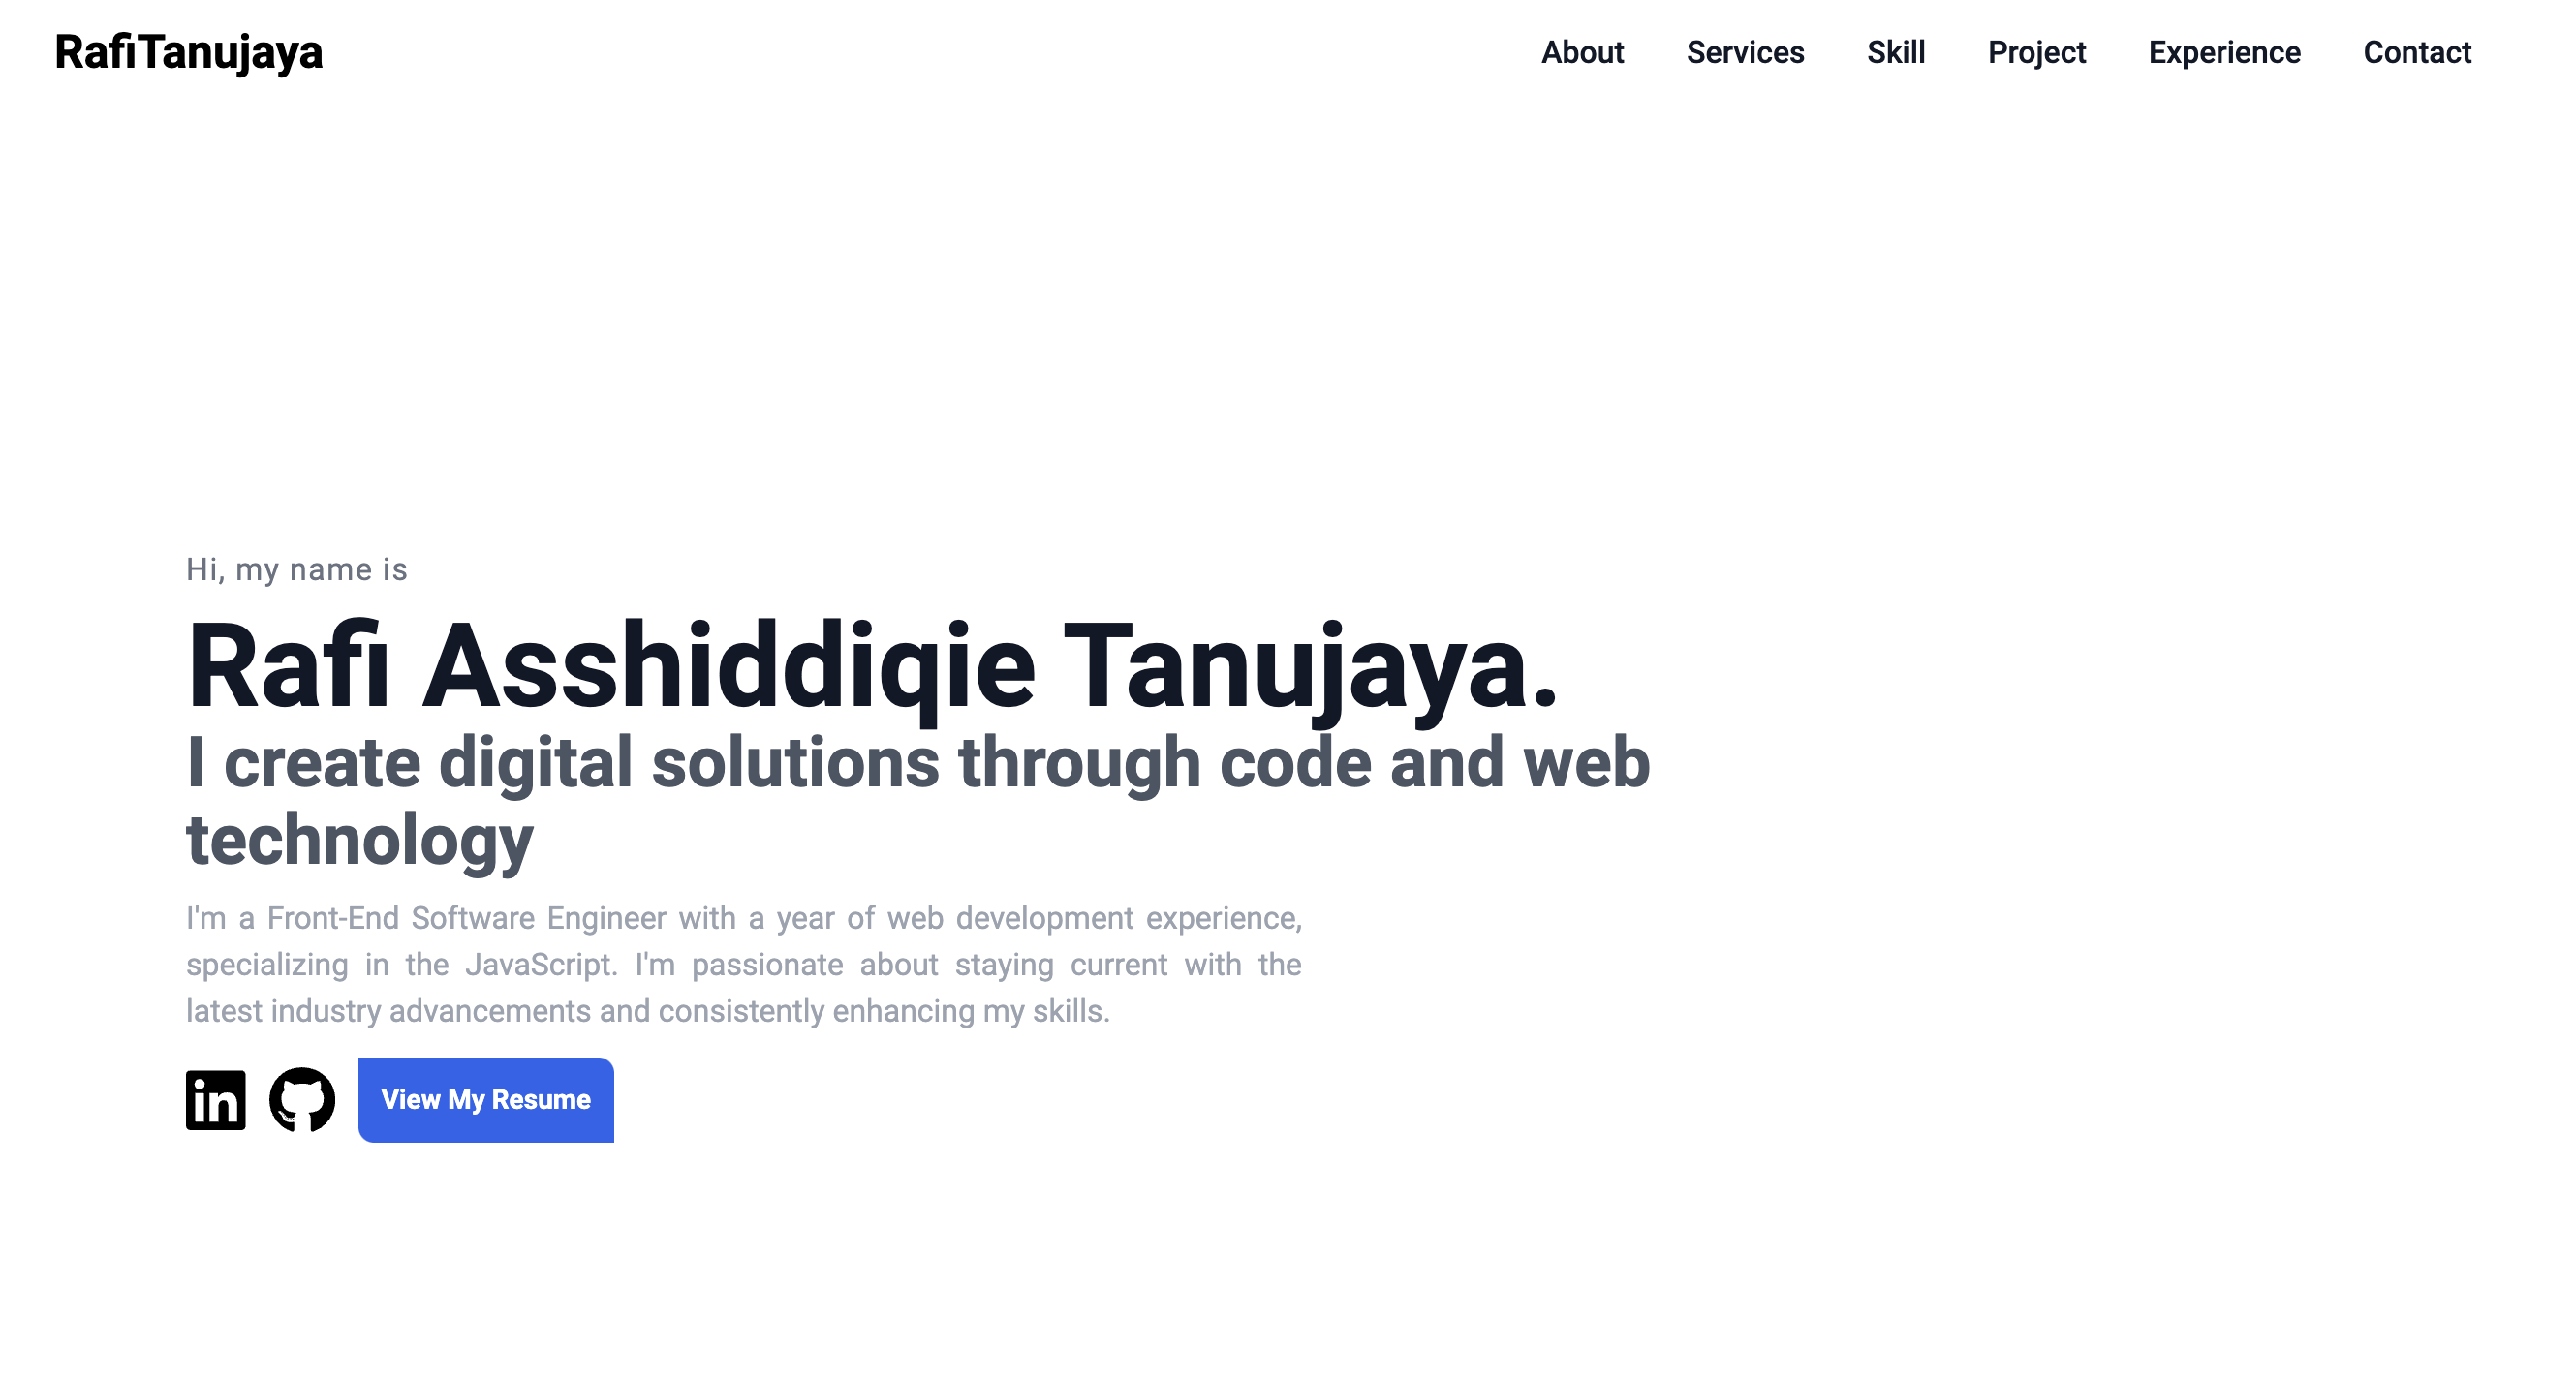 RafiTanujaya
About Services Skill Project Experience Contact
Hi, my name is
Rafi Asshiddiqie Tanujaya.
I create digital solutions through code and web
technology
I'm a Front-End Software Engineer with a year of web development experience,
specializing in the JavaScript. I'm passionate about staying current with the
latest industry advancements and consistently enhancing my skills.
in
View My Resume